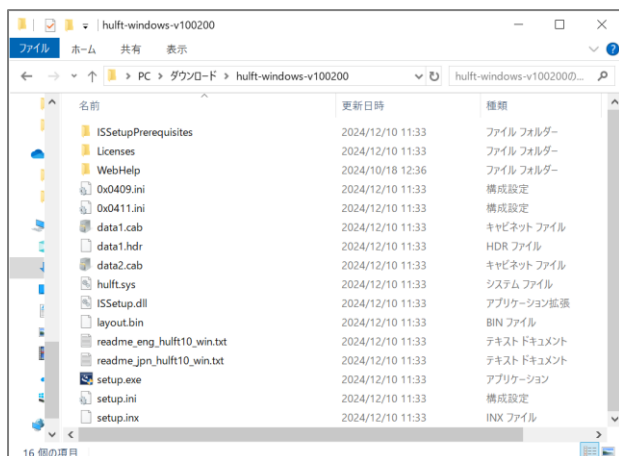 hulft-windows-v100200
ファイル ホーム 共有 表示
PC > ダウンロード > hulft-windows-v100200 hulft-windows-v100200の...
名前 更新日時 種類
ISSetupPrerequisites 2024/12/10 11:33 ファイル フォルダー
Licenses 2024/12/10 11:33 ファイル フォルダー
WebHelp 2024/10/18 12:36 ファイル フォルダー
0x0409.ini 2024/12/10 11:33 構成設定
0x0411.ini 2024/12/10 11:33 構成設定
data1.cab 2024/12/10 11:33 キャビネット ファイル
data1.hdr 2024/12/10 11:33 HDR ファイル
data2.cab 2024/12/10 11:33 キャビネット ファイル
hulft.sys 2024/12/10 11:33 システム ファイル
ISSetup.dll 2024/12/10 11:33 アプリケーション拡張
layout.bin 2024/12/10 11:33 BIN ファイル
readme_eng_hulft10_win.txt 2024/12/10 11:33 テキスト ドキュメント
readme_jpn_hulft10_win.txt 2024/12/10 11:33 テキスト ドキュメント
setup.exe 2024/12/10 11:33 アプリケーション
setup.ini 2024/12/10 11:33 構成設定
setup.inx 2024/12/10 11:33 INX ファイル
16 個の項目